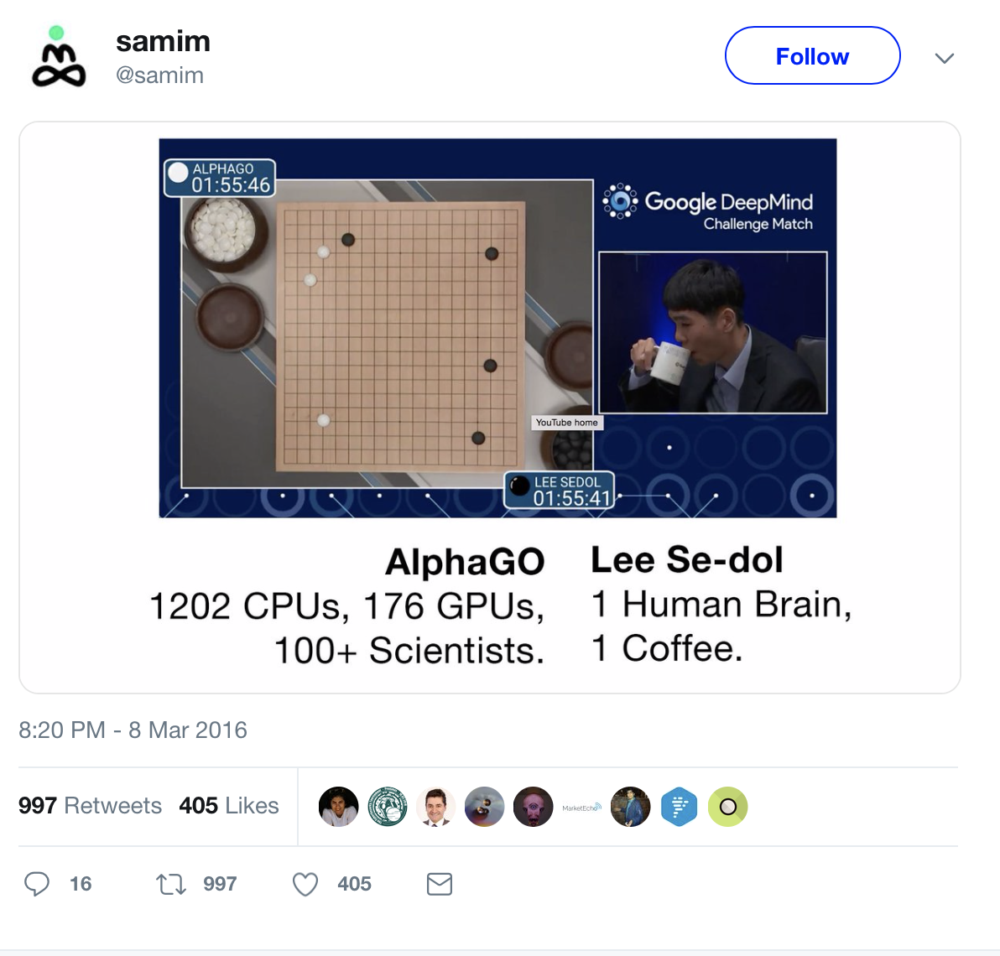 samim
@samim
Follow
ALPHAGO
01:55:46
Google DeepMind
Challenge Match
YouTube home
LEE SEDOL
01:55:41
AlphaGO
1202 CPUs, 176 GPUs,
100+ Scientists.
Lee Se-dol
1 Human Brain,
1 Coffee.
8:20 PM - 8 Mar 2016
997 Retweets 405 Likes
MarketEcho
16 997 405